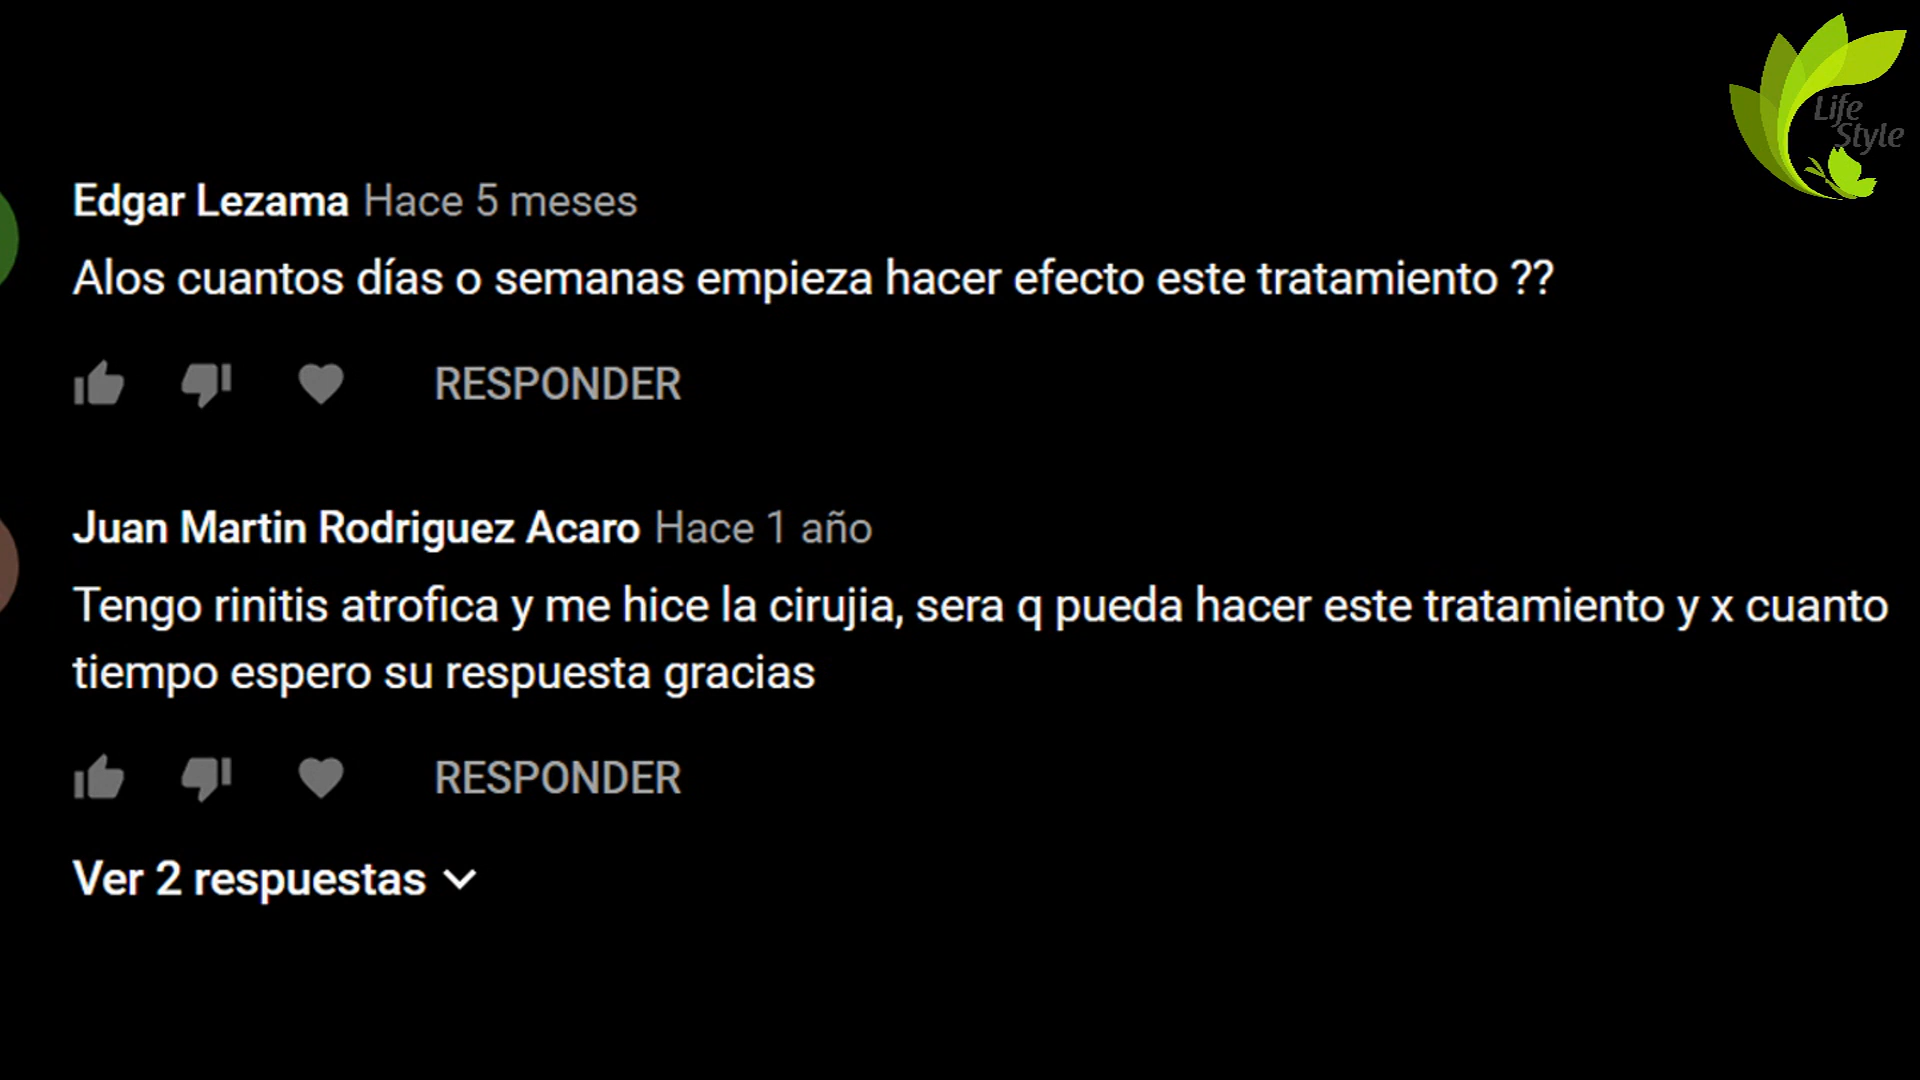 Life
Style
Edgar Lezama Hace 5 meses
Alos cuantos días o semanas empieza hacer efecto este tratamiento ??
RESPONDER
Juan Martin Rodriguez Acaro Hace 1 año
Tengo rinitis atrofica y me hice la cirujia, sera q pueda hacer este tratamiento y x cuanto
tiempo espero su respuesta gracias
RESPONDER
Ver 2 respuestas